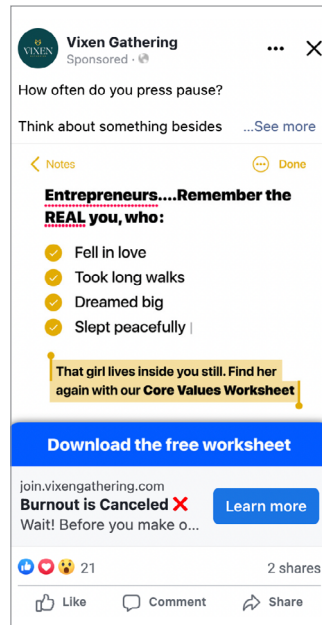 VIXEN
Vixen Gathering
Sponsored ·
How often do you press pause?
Think about something besides ...See more
Notes
Done
Entrepreneurs....Remember the
REAL you, who:
Fell in love
Took long walks
Dreamed big
Slept peacefully
That girl lives inside you still. Find her
again with our Core Values Worksheet
Download the free worksheet
join.vixengathering.com
Burnout is Canceled ❌
Wait! Before you make o...
Learn more
21
2 shares
Like
Comment
Share